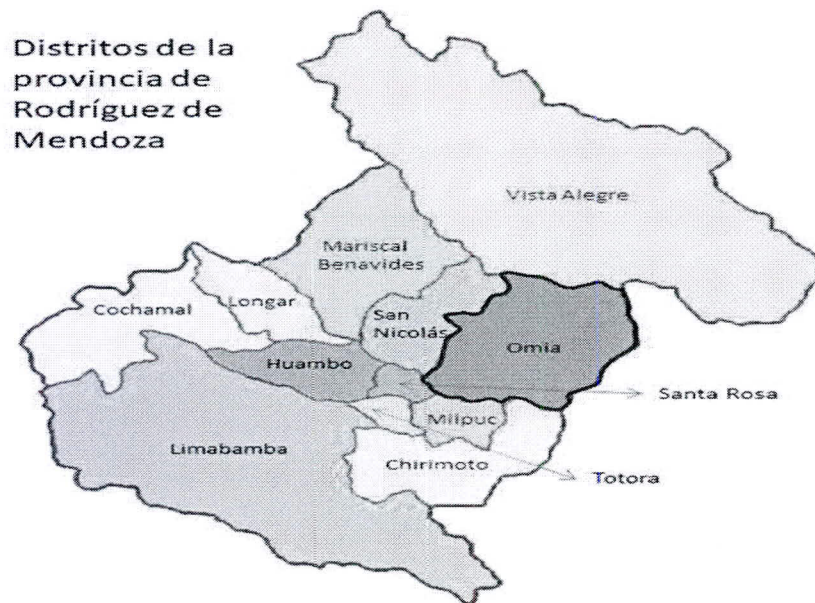 Distritos de la
provincia de
Rodríguez de
Mendoza
Vista Alegre
Mariscal
Benavides
Cochamal
Longar
San
Nicolás
Omia
Huambo
Santa Rosa
Milpuc
Limabamba
Chirimoto
Totora